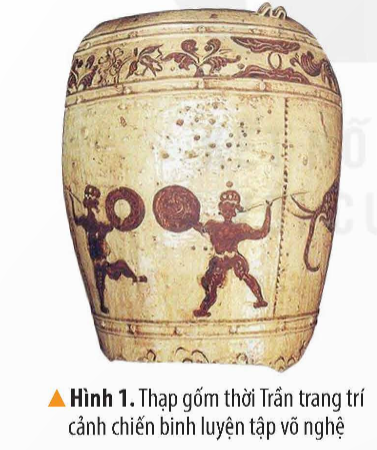 ▲ Hình 1. Thạp gốm thời Trần trang trí
cảnh chiến binh luyện tập võ nghệ